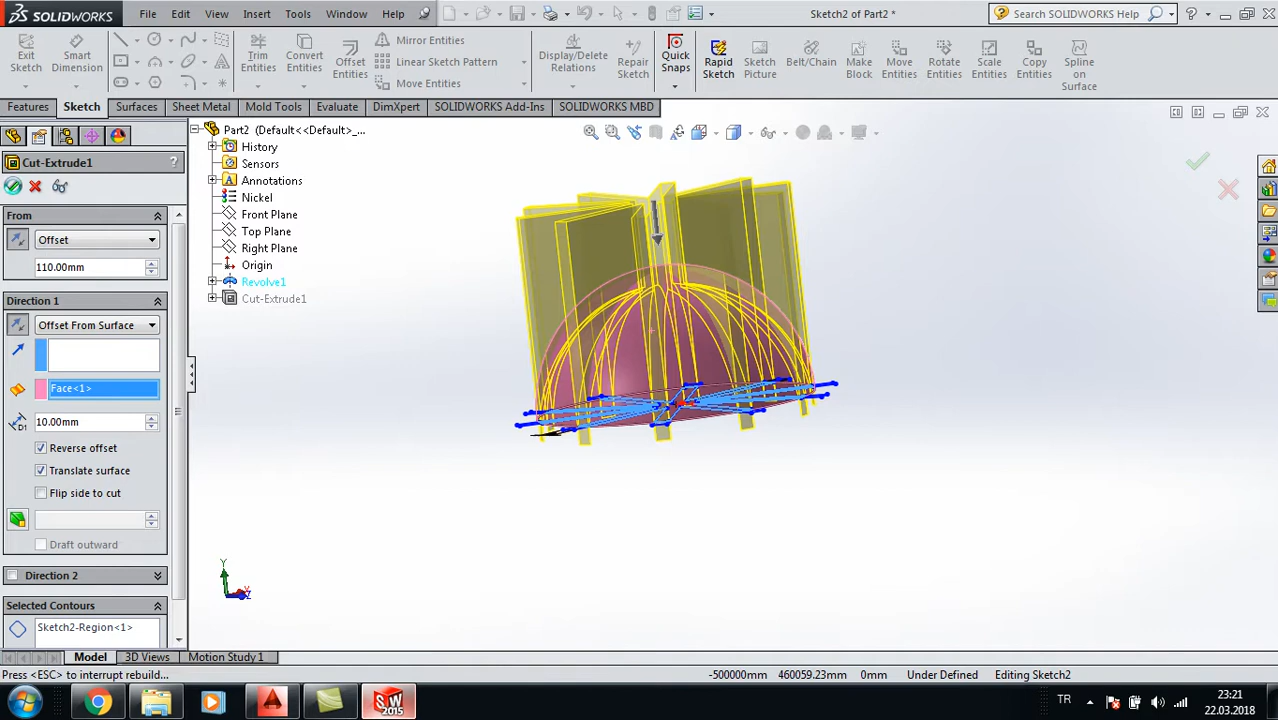 SOLIDWORKS File Edit View Insert Tools Window Help Sketch2 of Part2 * Search SOLIDWORKS Help
Exit Sketch
Smart Dimension
Trim Entities
Convert Entities
Offset Entities
Mirror Entities
Linear Sketch Pattern
Move Entities
Display/Delete Relations
Repair Sketch
Quick Snaps
Rapid Sketch
Sketch Picture
Belt/Chain
Make Block
Move Entities
Rotate Entities
Scale Entities
Copy Entities
Spline on Surface
Features Sketch Surfaces Sheet Metal Mold Tools Evaluate DimXpert SOLIDWORKS Add-Ins SOLIDWORKS MBD
Cut-Extrude1 ?
From
Offset
110.00mm
Direction 1
Offset From Surface
Face<1>
D1 10.00mm
Reverse offset
Translate surface
Flip side to cut
Draft outward
Direction 2
Selected Contours
Sketch2-Region<1>
Part2 (Default<<Default>_...
History
Sensors
Annotations
Nickel
Front Plane
Top Plane
Right Plane
Origin
Revolve1
Cut-Extrude1
Y
Model 3D Views Motion Study 1
Press <ESC> to interrupt rebuild... -500000mm 460059.23mm 0mm Under Defined Editing Sketch2
SW 2015
TR
23:21
22.03.2018